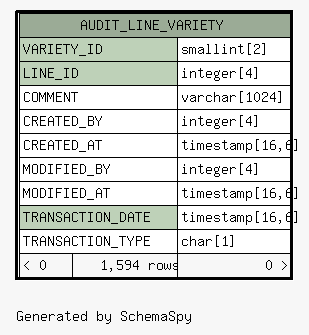 AUDIT_LINE_VARIETY
VARIETY_ID smallint[2]
LINE_ID integer[4]
COMMENT varchar[1024]
CREATED_BY integer[4]
CREATED_AT timestamp[16,6]
MODIFIED_BY integer[4]
MODIFIED_AT timestamp[16,6]
TRANSACTION_DATE timestamp[16,6]
TRANSACTION_TYPE char[1]
< 0 1,594 rows 0 >
Generated by SchemaSpy